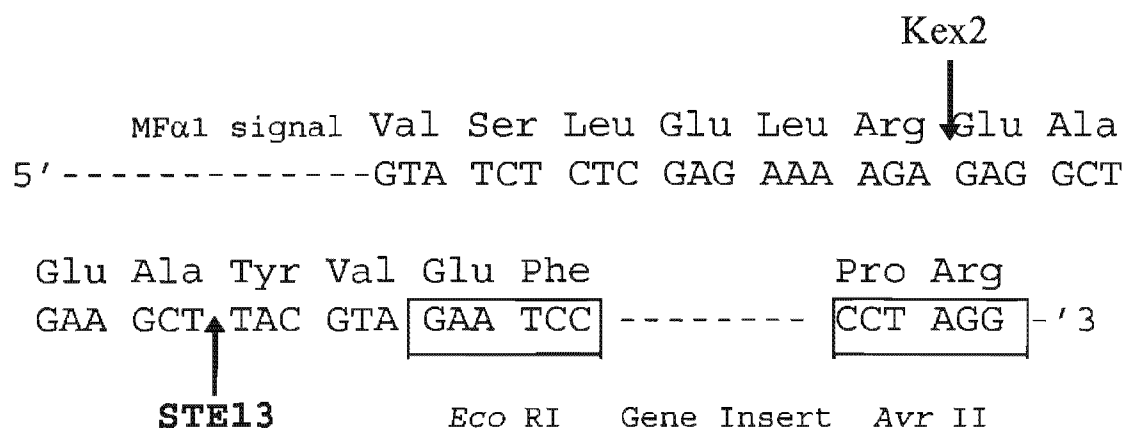 Kex2
MFα1 signal Val Ser Leu Glu Leu Arg Glu Ala
5'-------------GTA TCT CTC GAG AAA AGA GAG GCT
Glu Ala Tyr Val Glu Phe Pro Arg
GAA GCT TAC GTA GAA TCC -------- CCT AGG -'3
STE13 Eco RI Gene Insert Avr II